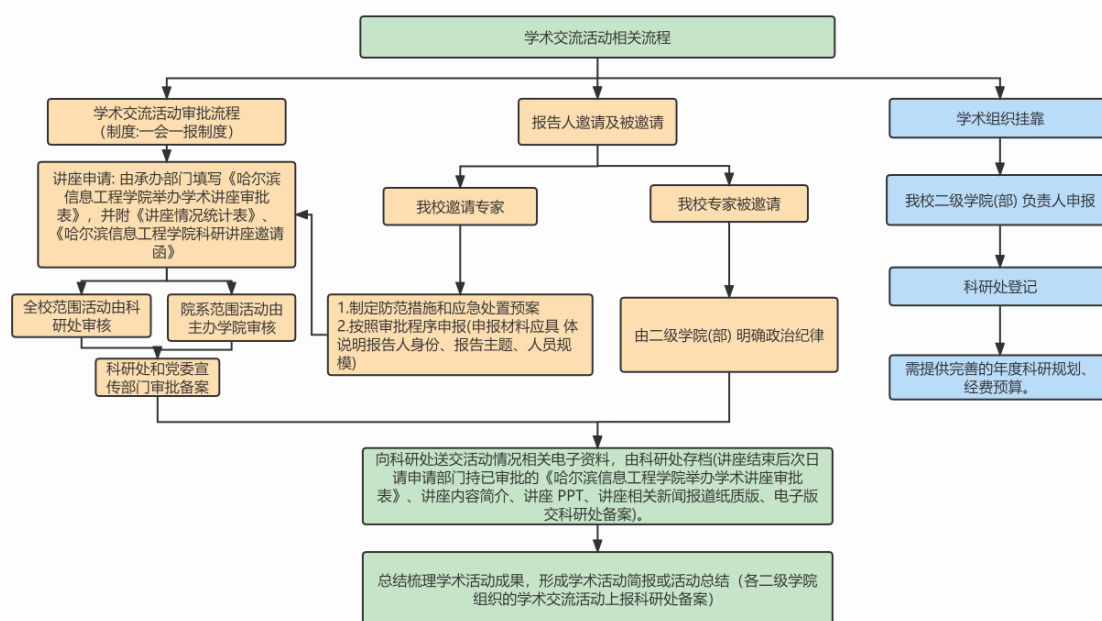 学术交流活动相关流程
学术交流活动审批流程
（制度:一会一报制度）
讲座申请: 由承办部门填写《哈尔滨
信息工程学院举办学术讲座审批
表》，并附《讲座情况统计表》、
《哈尔滨信息工程学院科研讲座邀请
函》
全校范围活动由科
研处审核
院系范围活动由
主办学院审核
科研处和党委宣
传部门审批备案
报告人邀请及被邀请
我校邀请专家
1.制定防范措施和应急处置预案
2.按照审批程序申报(申报材料应具 体
说明报告人身份、报告主题、人员规
模)
我校专家被邀请
由二级学院(部) 明确政治纪律
学术组织挂靠
我校二级学院(部) 负责人申报
科研处登记
需提供完善的年度科研规划、
经费预算。
向科研处送交活动情况相关电子资料，由科研处存档(讲座结束后次日
请申请部门持已审批的《哈尔滨信息工程学院举办学术讲座审批
表》、讲座内容简介、讲座 PPT、讲座相关新闻报道纸质版、电子版
交科研处备案)。
总结梳理学术活动成果，形成学术活动简报或活动总结（各二级学院
组织的学术交流活动上报科研处备案）